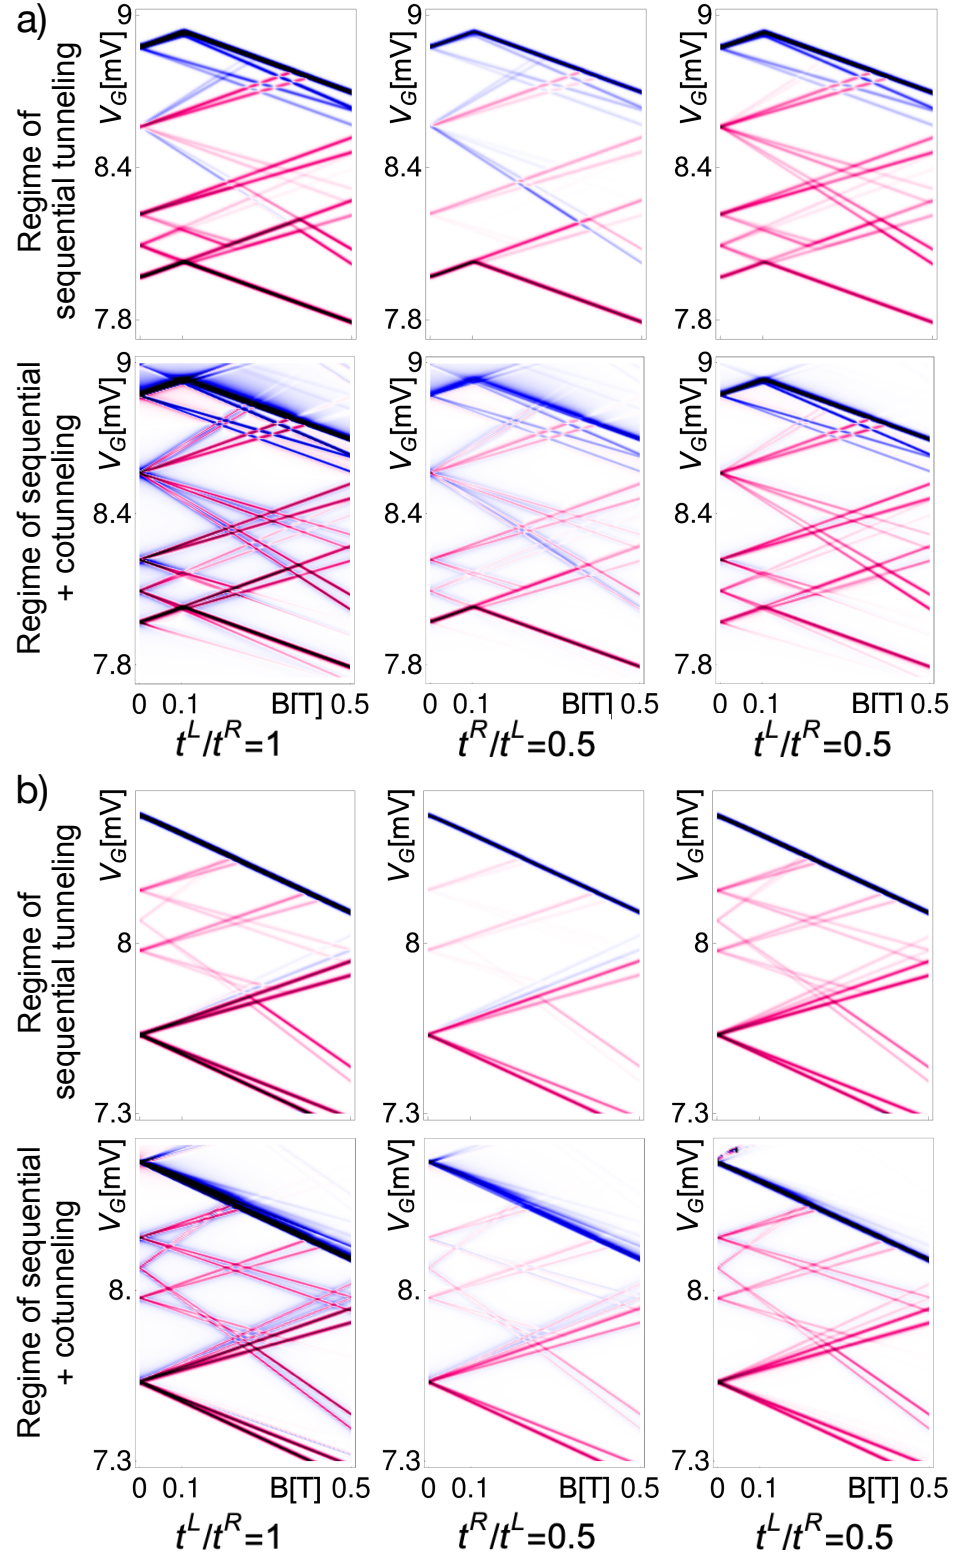 a)
Regime of
sequential tunneling
V_G[mV]
9
8.4
7.8
V_G[mV]
9
8.4
7.8
V_G[mV]
9
8.4
7.8
Regime of sequential
+ cotunneling
V_G[mV]
9
8.4
7.8
0 0.1 B[T] 0.5
t^L/t^R=1
V_G[mV]
9
8.4
7.8
0 0.1 B[T] 0.5
t^R/t^L=0.5
V_G[mV]
9
8.4
7.8
0 0.1 B[T] 0.5
t^L/t^R=0.5
b)
Regime of
sequential tunneling
V_G[mV]
8
7.3
V_G[mV]
8
7.3
V_G[mV]
8
7.3
Regime of sequential
+ cotunneling
V_G[mV]
8.
7.3
0 0.1 B[T] 0.5
t^L/t^R=1
V_G[mV]
8.
7.3
0 0.1 B[T] 0.5
t^R/t^L=0.5
V_G[mV]
8.
7.3
0 0.1 B[T] 0.5
t^L/t^R=0.5